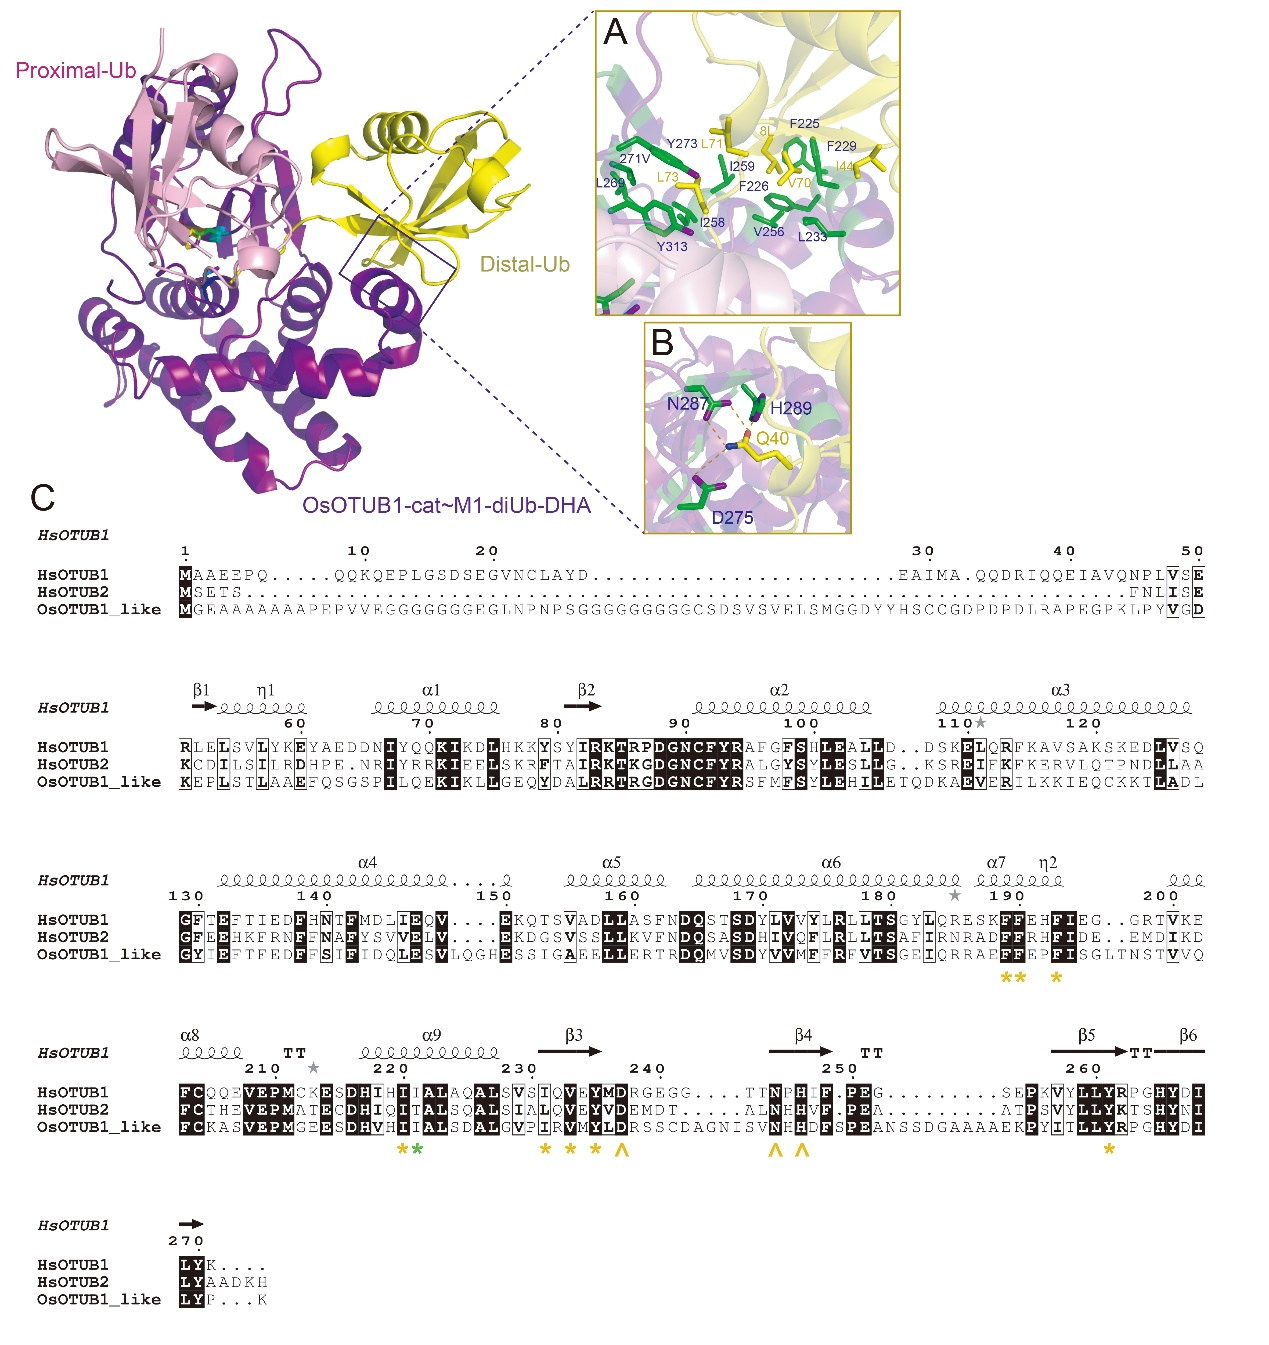 Proximal-Ub
Distal-Ub
OsOTUB1-cat~M1-diUb-DHA
A
Y273 L71 8L F225
271V I259 F229
L269 L73 F226 V70 I44
I258 V256 L233
Y313
B
N287 H289
Q40
D275
C
HsOTUB1
1 10 20 30 40 50
HsOTUB1 MAAEEPQ.....QQKQEPLGSDSEGVNCLAYD........................EAIMA.QQDRIQQEIAVQNPLVSE
HsOTUB2 MSETS.....................................................................FNLISE
OsOTUB1_like MGEAAAAAAAPEPVVEGGGGGGEGLNPNPSGGGGGGGGGGCSDSVSVELSMGGDYYHSCCGDPDPDLRAPEGPKLPYVGD
β1 η1 α1 β2 α2 α3
HsOTUB1
60 70 80 90 100 110 120
HsOTUB1 RLELSVLYKEYAEDDNIYQQKIKDLHKKYSYIRKTRPDGNCFYRAFGFSHLEALLD..DSKELQRFKAVSAKSKEDLVSQ
HsOTUB2 KCDILSILRDHPE.NRIYRRKIEELSKRFTAIRKTKGDGNCFYRALGYSYLESLLG..KSREIFKFKERVLQTPNDLLAA
OsOTUB1_like KEPLSTLAAEFQSGSPILQEKIKLLGEQYDALRRTRGDGNCFYRSFMFSYLEHILETQDKAEVERILKKIEQCKKTLADL
α4 α5 α6 α7 η2
HsOTUB1
130 140 150 160 170 180 190 200
HsOTUB1 GFTEFTIEDFHNTFMDLIEQV....EKQTSVADLLASFNDQSTSDYLVVYLRLLTSGYLQRESKFFEHFIEG..GRTVKE
HsOTUB2 GFEEHKFRNFFNAFYSVVELV....EKDGSVSSLLKVFNDQSASDHIVQFLRLLTSAFIRNRADFFRHFIDE..EMDIKD
OsOTUB1_like GYTEFTFEDFFSIFIDQLESVLQGHESSIGAEELLERTRDQMVSDYVVMFFRFVTSGEIQRRAEFFEPFISGLTNSTVVQ
** *
α8 TT α9 β3 β4 TT β5 TT β6
HsOTUB1
210 220 230 240 250 260
HsOTUB1 FCQQEVEPMCKESDHIHIIALAQALSVSIQVEYMDRGEGG....TTNPHIF.PEG.........SEPKVYLLYRPGHYDI
HsOTUB2 FCTHEVEPMATECDHIQITALSQALSIALQVEYVDEMDT.....ALNHHVF.PEA.........ATPSVYLLYKTSHYNI
OsOTUB1_like FCKASVEPMGEESDHVHIIALSDALGVPIRVMYLDRSSCDAGNISVNHHDFSPEANSSDGAAAAEKPYITLLYRPGHYDI
** * * * ^ ^ ^ *
HsOTUB1
270
HsOTUB1 LYK....
HsOTUB2 LYAADKH
OsOTUB1_like LYP...K